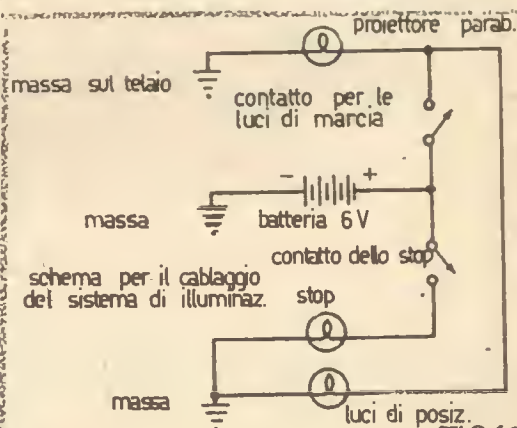 proiettore parab.
massa sul telaio
contatto per le
luci di marcia
- +
massa
batteria 6 V
contatto dello stop
schema per il cablaggio
del sistema di illuminaz.
stop
massa
luci di posiz.